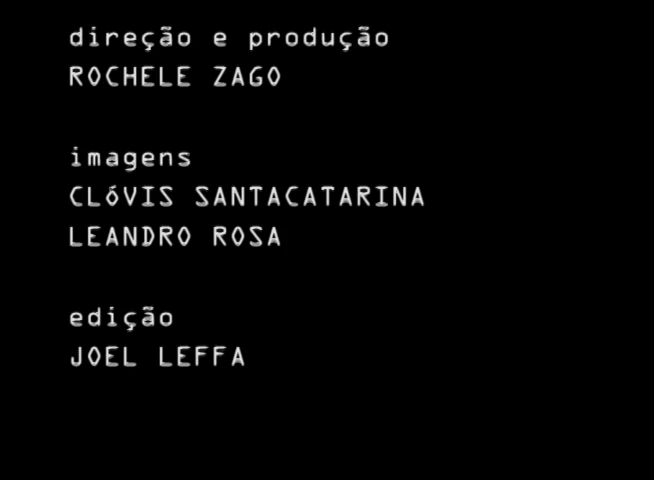 direção e produção
ROCHELE ZAGO
imagens
CLóVIS SANTACATARINA
LEANDRO ROSA
edição
JOEL LEFFA